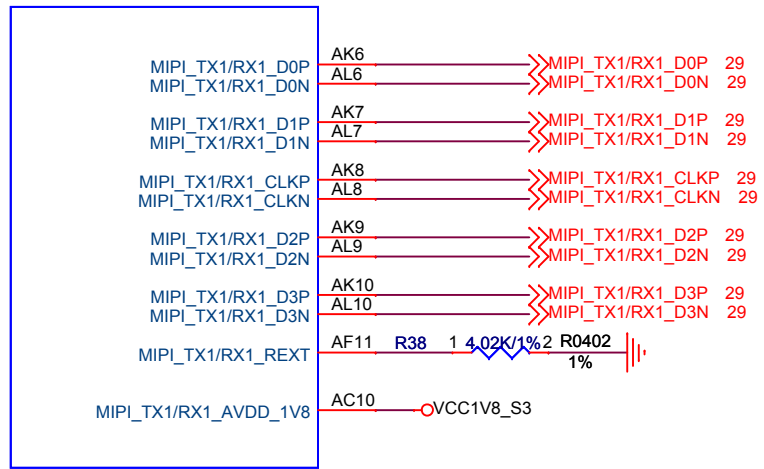 MIPI_TX1/RX1_D0P AK6 MIPI_TX1/RX1_D0P 29
MIPI_TX1/RX1_D0N AL6 MIPI_TX1/RX1_D0N 29
MIPI_TX1/RX1_D1P AK7 MIPI_TX1/RX1_D1P 29
MIPI_TX1/RX1_D1N AL7 MIPI_TX1/RX1_D1N 29
MIPI_TX1/RX1_CLKP AK8 MIPI_TX1/RX1_CLKP 29
MIPI_TX1/RX1_CLKN AL8 MIPI_TX1/RX1_CLKN 29
MIPI_TX1/RX1_D2P AK9 MIPI_TX1/RX1_D2P 29
MIPI_TX1/RX1_D2N AL9 MIPI_TX1/RX1_D2N 29
MIPI_TX1/RX1_D3P AK10 MIPI_TX1/RX1_D3P 29
MIPI_TX1/RX1_D3N AL10 MIPI_TX1/RX1_D3N 29
MIPI_TX1/RX1_REXT AF11 R38 1 4.02K/1% 2 R0402
1%
MIPI_TX1/RX1_AVDD_1V8 AC10 VCC1V8_S3